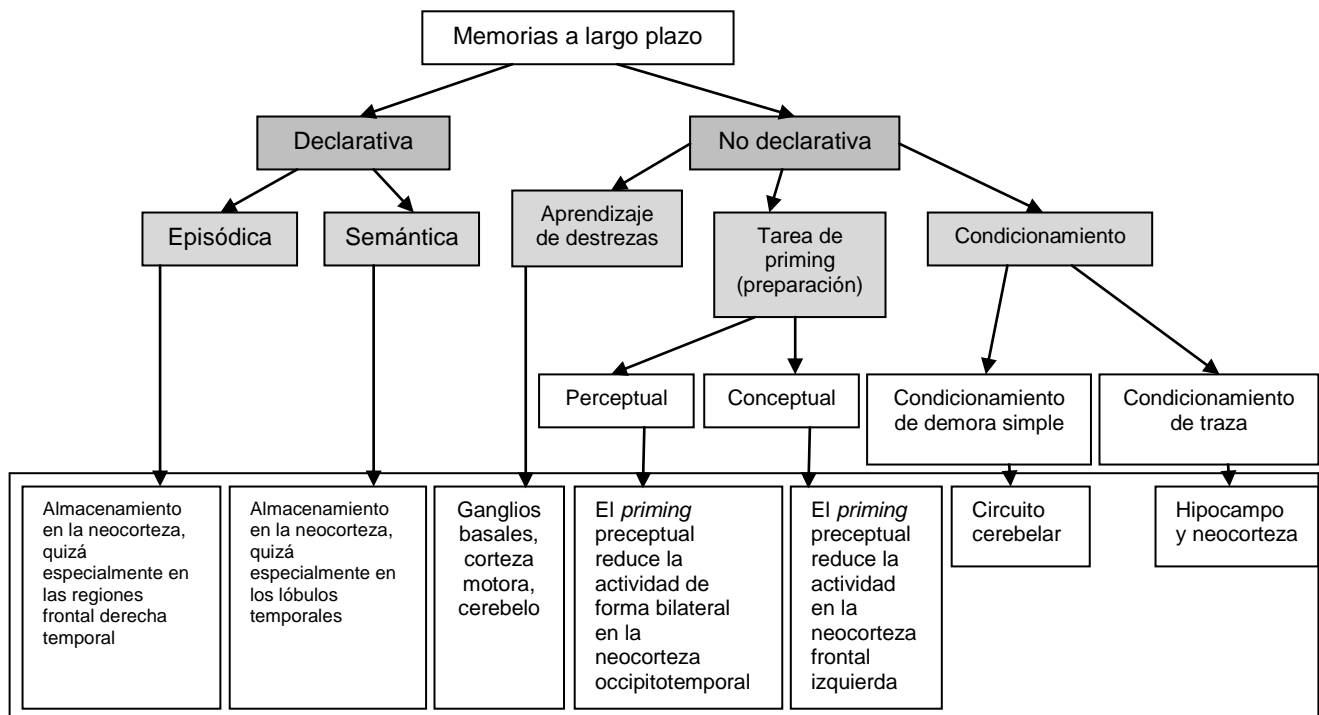 Memorias a largo plazo
Declarativa
No declarativa
Episódica
Semántica
Aprendizaje
de destrezas
Tarea de
priming
(preparación)
Condicionamiento
Perceptual
Conceptual
Condicionamiento
de demora simple
Condicionamiento
de traza
Almacenamiento
en la neocorteza,
quizá
especialmente en
las regiones
frontal derecha
temporal
Almacenamiento
en la neocorteza,
quizá
especialmente en
los lóbulos
temporales
Ganglios
basales,
corteza
motora,
cerebelo
El priming
preceptual
reduce la
actividad de
forma bilateral
en la
neocorteza
occipitotemporal
El priming
preceptual
reduce la
actividad
en la
neocorteza
frontal
izquierda
Circuito
cerebelar
Hipocampo
y neocorteza